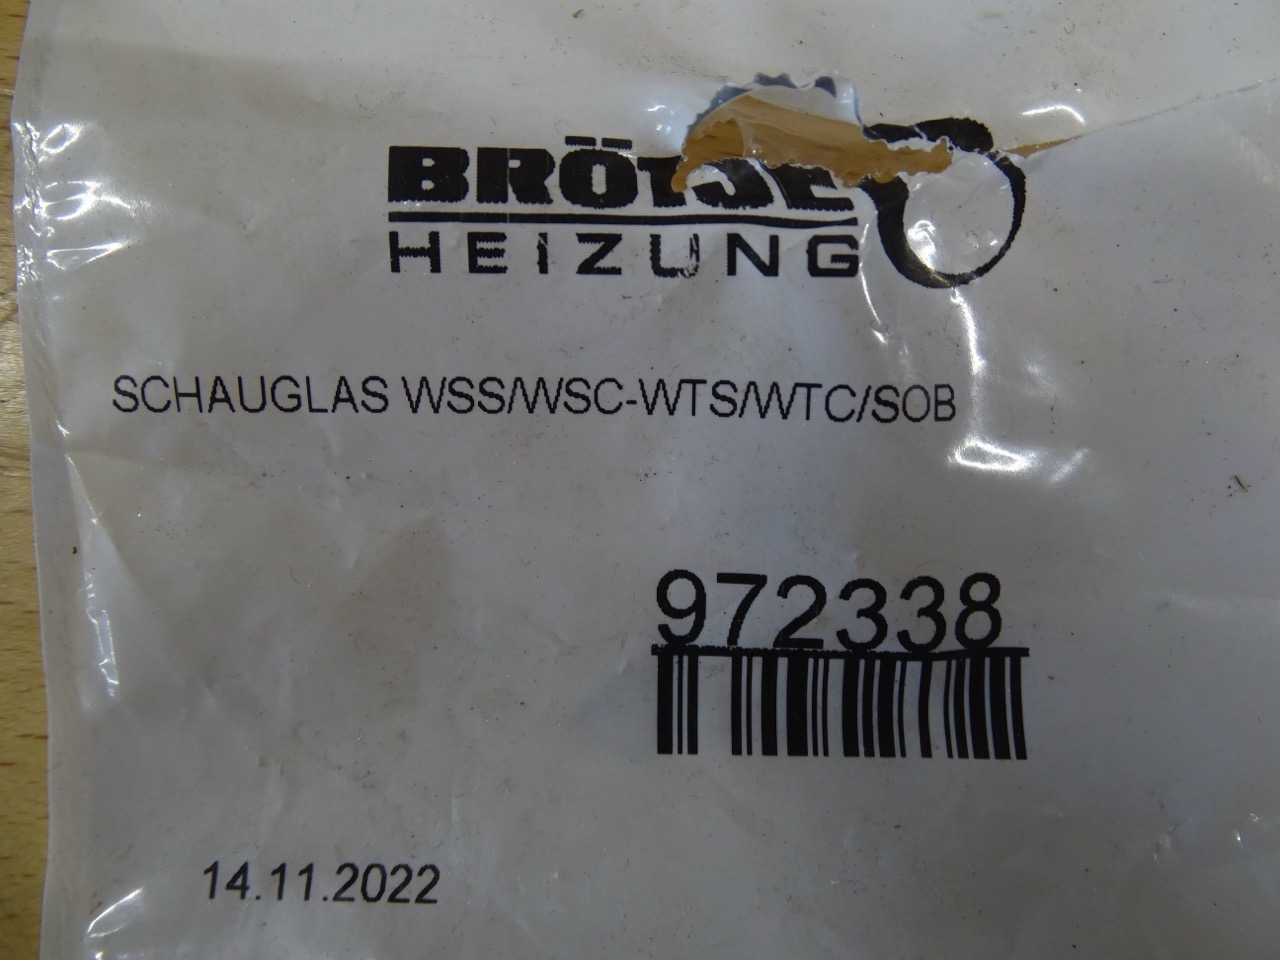 BRÖTJE
HEIZUNG
SCHAUGLAS WSS/WSC-WTS/WTC/SOB
972338
14.11.2022